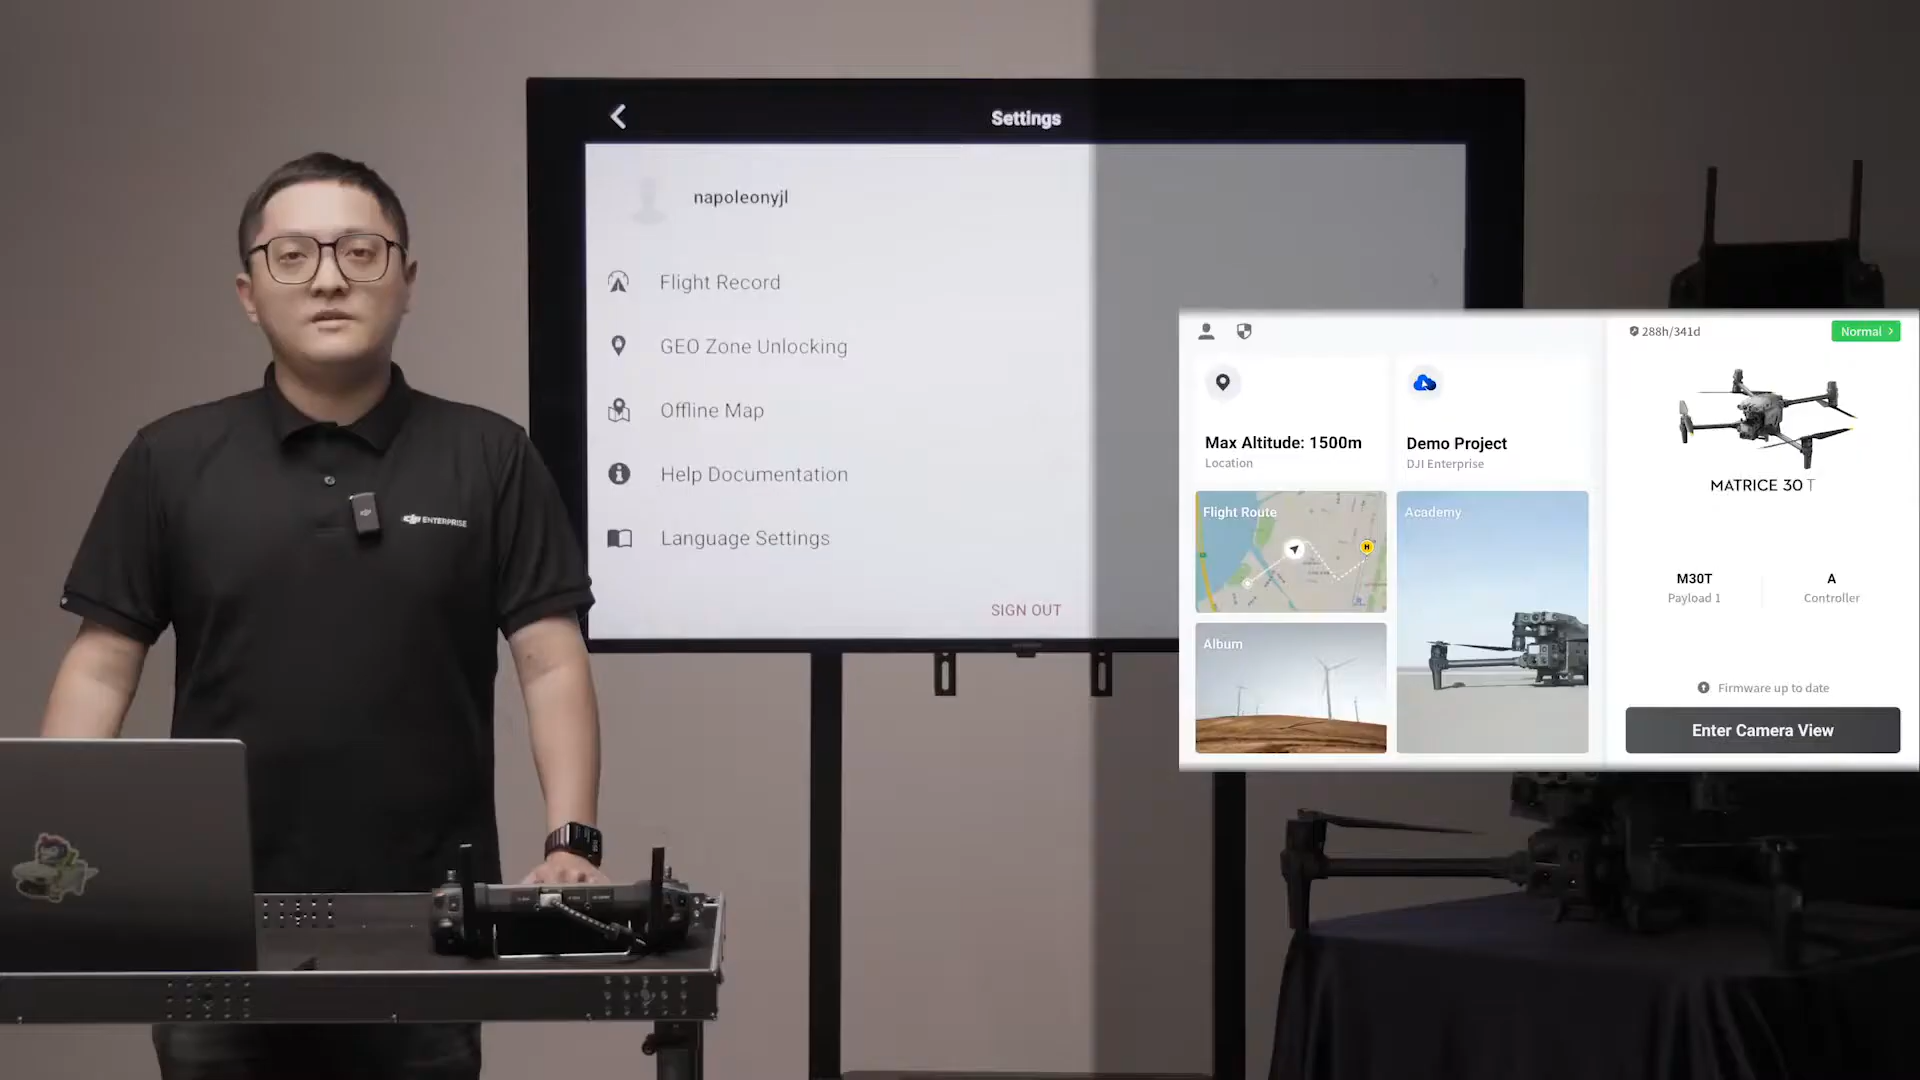 Settings
napoleonyjl
Flight Record
GEO Zone Unlocking
Offline Map
Help Documentation
Language Settings
SIGN OUT
dji ENTERPRISE
288h/341d
Normal
Max Altitude: 1500m
Location
Demo Project
DJI Enterprise
MATRICE 30 T
Flight Route
H
Academy
M30T
Payload 1
A
Controller
Album
Firmware up to date
Enter Camera View